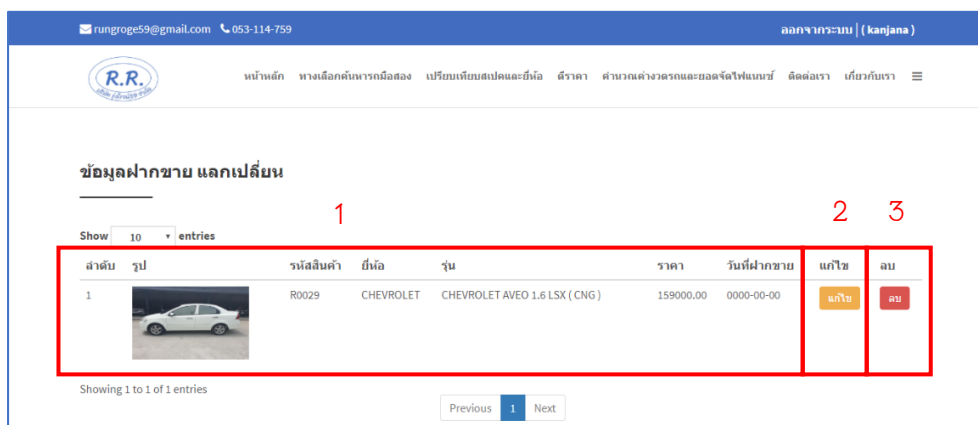 rungroge59@gmail.com 053-114-759 ออกจากระบบ | ( kanjana )
R.R.
หน้าหลัก ทางเลือกค้นหารถมือสอง เปรียบเทียบสเปคและยี่ห้อ ตีราคา คำนวณค่างวดรถและยอดจัดไฟแนนซ์ ติดต่อเรา เกี่ยวกับเรา
ข้อมูลฝากขาย แลกเปลี่ยน
1 2 3
Show 10 entries
ลำดับ รูป รหัสสินค้า ยี่ห้อ รุ่น ราคา วันที่ฝากขาย แก้ไข ลบ
1 R0029 CHEVROLET CHEVROLET AVEO 1.6 LSX ( CNG ) 159000.00 0000-00-00 แก้ไข ลบ
Showing 1 to 1 of 1 entries
Previous 1 Next